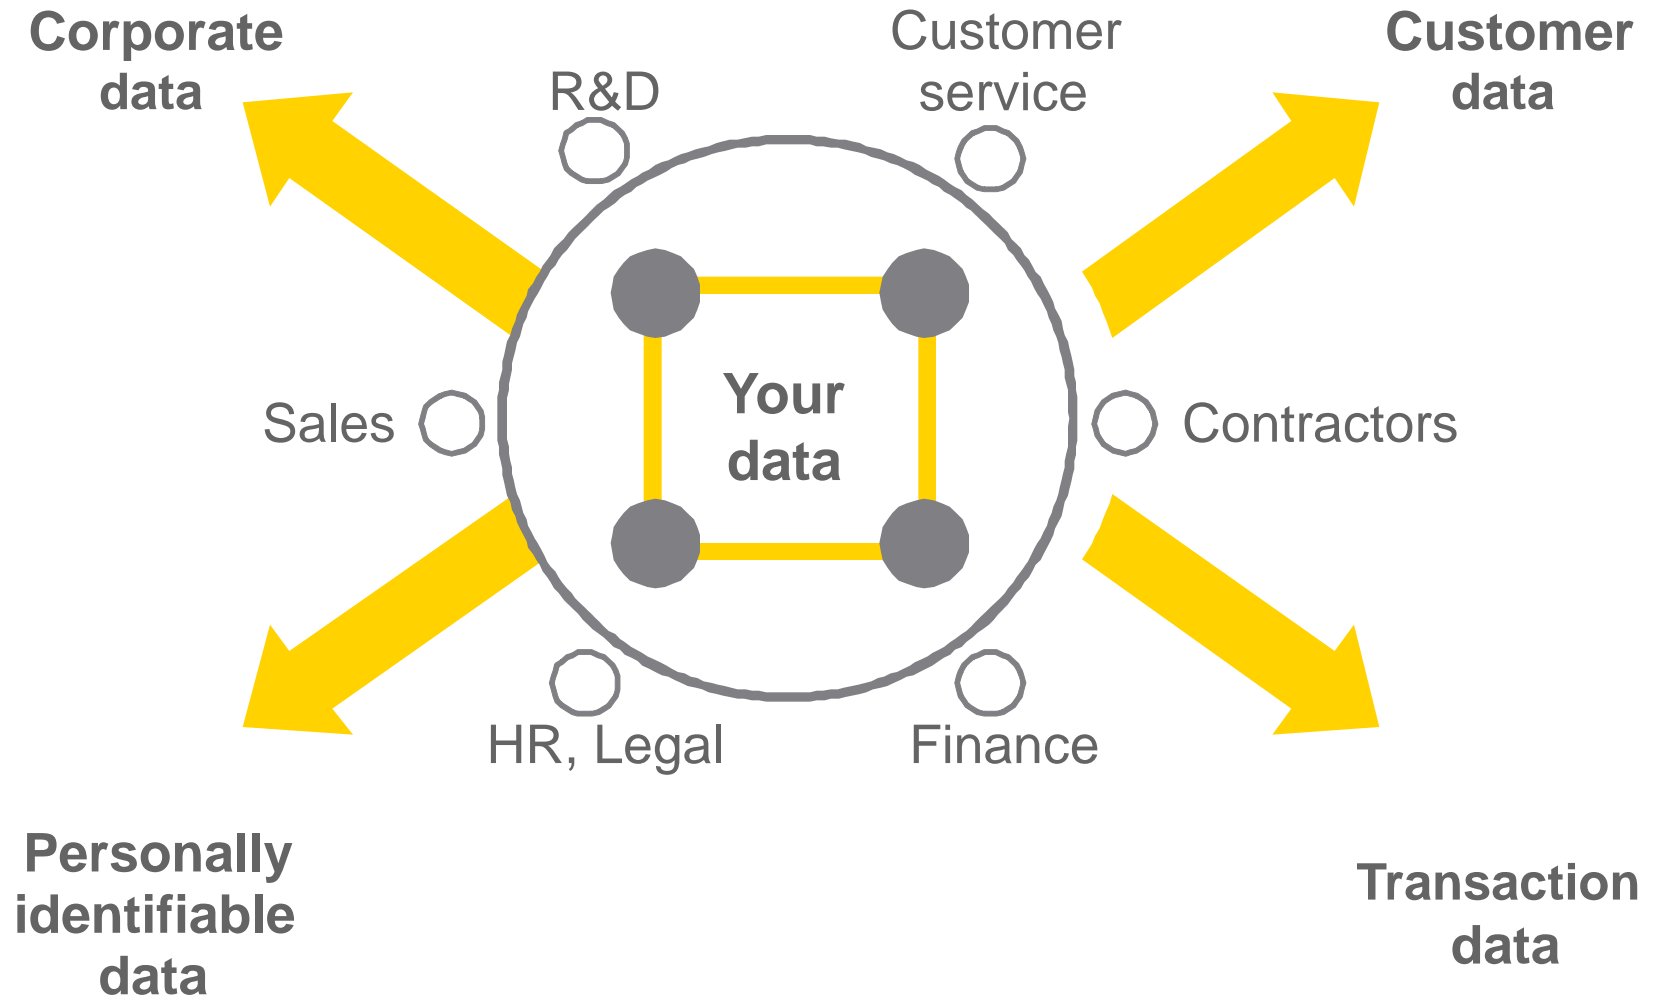 Corporate
data
R&D
Customer
service
Customer
data
Sales
Your
data
Contractors
HR, Legal
Finance
Personally
identifiable
data
Transaction
data